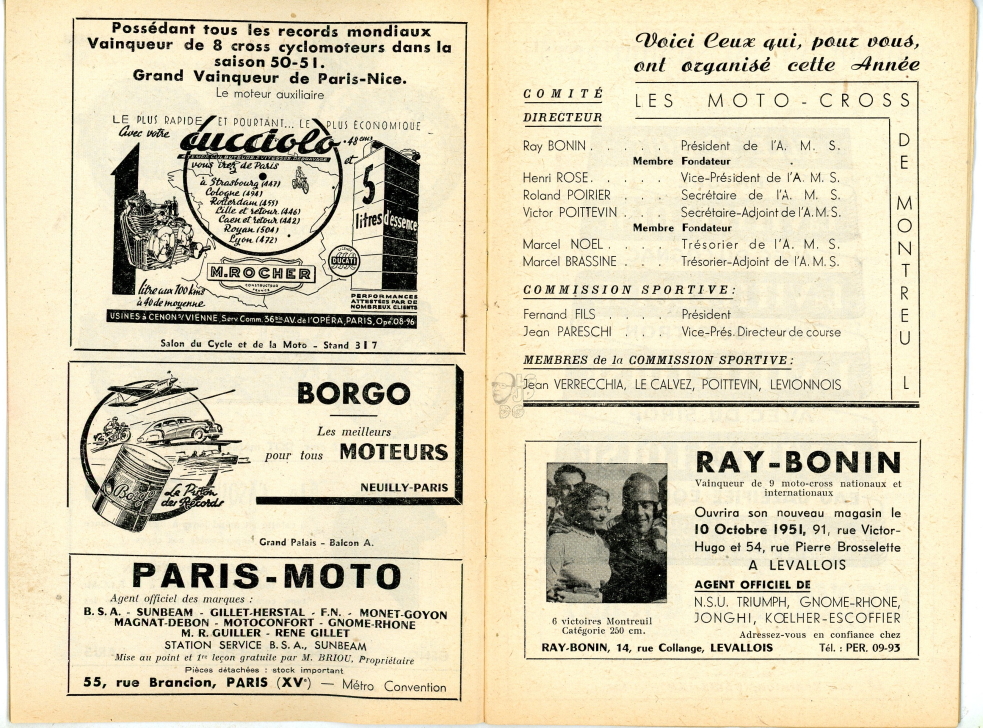 Possédant tous les records mondiaux
Vainqueur de 8 cross cyclomoteurs dans la
saison 50-51.
Grand Vainqueur de Paris-Nice.
Le moteur auxiliaire
LE PLUS RAPIDE ET POURTANT... LE PLUS ÉCONOMIQUE
Avec votre cucciolo 48cmc
vous irez de Paris
à Strasbourg (447)
Cologne (494)
Rotterdam (455)
Lille et retour (446)
Caen et retour (442)
Royan (504)
Lyon (472)
et 5
litres d'essence
M. ROCHER
CONSTRUCTEUR
FRANCE
DUCATI
1 litre aux 100 kms
à 40 de moyenne
PERFORMANCES
ATTESTÉES PAR DE
NOMBREUX CLIENTS
USINES à CENON s/ VIENNE, Serv. Comm. 36 bis AV. de l'OPÉRA, PARIS, Opé. 08-96
Salon du Cycle et de la Moto - Stand 317
BORGO
Les meilleurs
pour tous MOTEURS
NEUILLY-PARIS
Borgo
Le Piston
des Records
Grand Palais - Balcon A.
PARIS-MOTO
Agent officiel des marques :
B. S. A. - SUNBEAM - GILLET-HERSTAL - F. N. - MONET-GOYON
MAGNAT-DEBON - MOTOCONFORT - GNOME-RHONE
M. R. GUILLER - RENE GILLET
STATION SERVICE B. S. A., SUNBEAM
Mise au point et 1re leçon gratuite par M. BRIOU, Propriétaire
Pièces détachées : stock important
55, rue Brancion, PARIS (XVe) — Métro Convention
Voici Ceux qui, pour vous,
ont organisé cette Année
LES MOTO-CROSS
DE MONTREUIL
COMITÉ
DIRECTEUR
Ray BONIN . . . . . Président de l'A. M. S.
Membre Fondateur
Henri ROSE . . . . . Vice-Président de l'A. M. S.
Roland POIRIER . . . Secrétaire de l'A. M. S.
Victor POITTEVIN . . . Secrétaire-Adjoint de l'A. M. S.
Membre Fondateur
Marcel NOEL . . . . Trésorier de l'A. M. S.
Marcel BRASSINE . . . Trésorier-Adjoint de l'A. M. S.
COMMISSION SPORTIVE :
Fernand FILS . . . . Président
Jean PARESCHI . . . Vice-Prés. Directeur de course
MEMBRES de la COMMISSION SPORTIVE :
Jean VERRECCHIA, LE CALVEZ, POITTEVIN, LEVIONNOIS
RAY-BONIN
Vainqueur de 9 moto-cross nationaux et
internationaux
Ouvrira son nouveau magasin le
10 Octobre 1951, 91, rue Victor-
Hugo et 54, rue Pierre Brosselette
A LEVALLOIS
AGENT OFFICIEL DE
N.S.U. TRIUMPH, GNOME-RHONE,
JONGHI, KŒLHER-ESCOFFIER
6 victoires Montreuil
Catégorie 250 cm.
Adressez-vous en confiance chez
RAY-BONIN, 14, rue Collange, LEVALLOIS Tél. : PER. 09-93